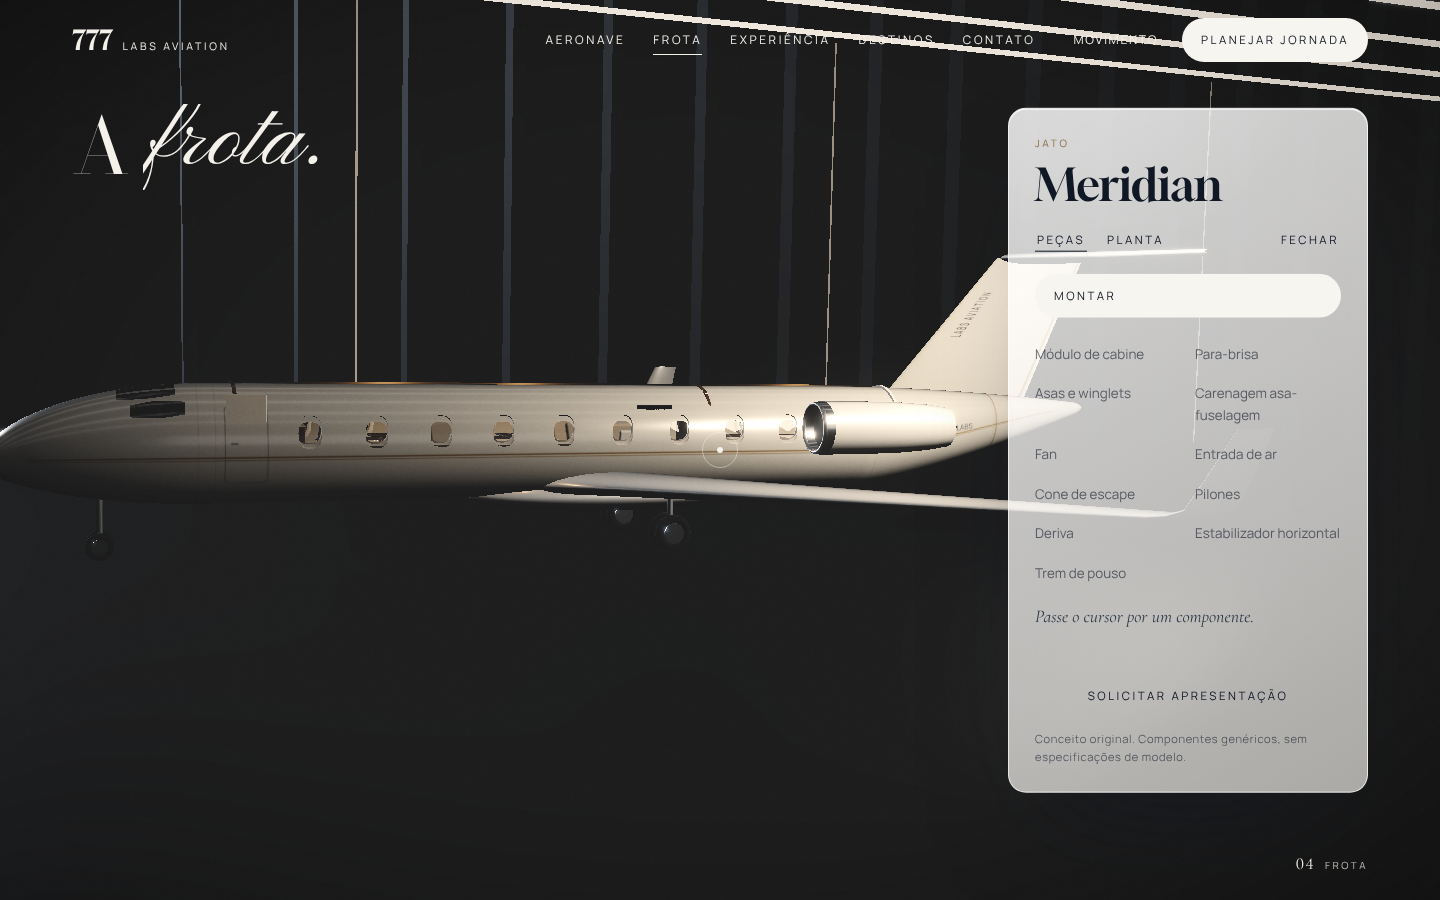 777 LABS AVIATION
AERONAVE FROTA EXPERIÊNCIA DESTINOS CONTATO MOVIMENTO PLANEJAR JORNADA
A frota.
JATO
Meridian
PEÇAS PLANTA FECHAR
LABS AVIATION
MONTAR
Módulo de cabine Para-brisa
Asas e winglets Carenagem asa-
fuselagem
LABS
Fan Entrada de ar
Cone de escape Pilones
Deriva Estabilizador horizontal
Trem de pouso
Passe o cursor por um componente.
SOLICITAR APRESENTAÇÃO
Conceito original. Componentes genéricos, sem
especificações de modelo.
04 FROTA